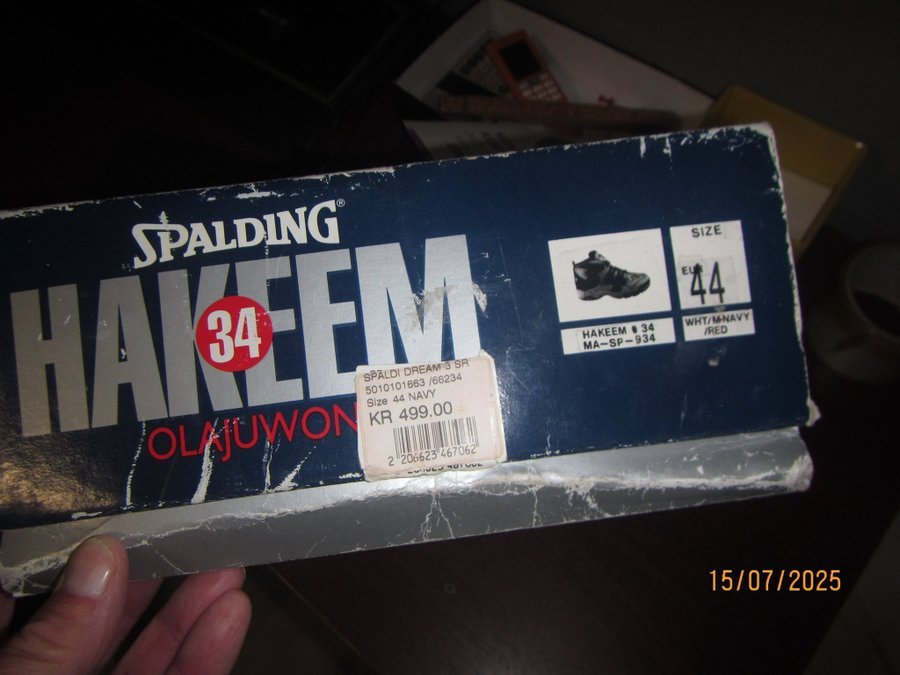 SPALDING®
HAKEEM
34
OLAJUWON
SPALDI DREAM 3 SR
5010101663 /66234
Size 44 NAVY
KR 499.00
2 206623 467062
HAKEEM # 34
MA-SP-934
SIZE
44
WHT/M-NAVY
/RED
15/07/2025